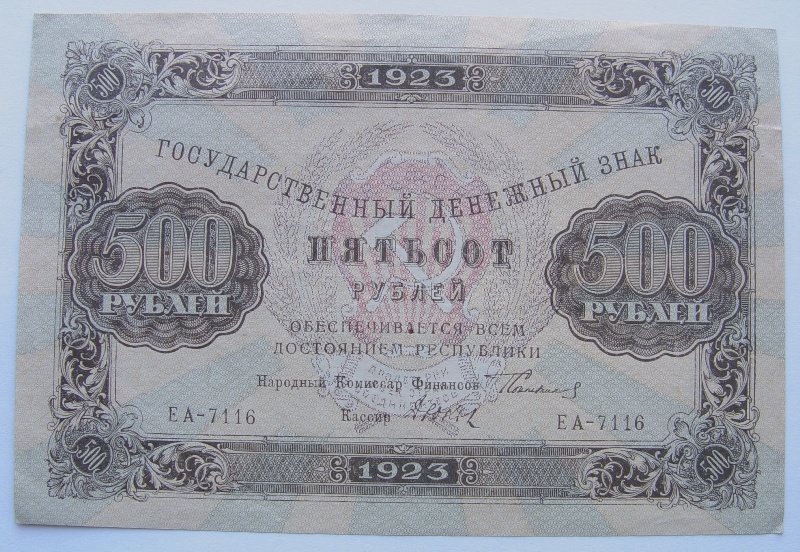 500 1923 500
ГОСУДАРСТВЕННЫЙ ДЕНЕЖНЫЙ ЗНАК
500 РУБЛЕЙ
ПЯТЬСОТ
РУБЛЕЙ
500 РУБЛЕЙ
ОБЕСПЕЧИВАЕТСЯ ВСЕМ
ДОСТОЯНИЕМ РЕСПУБЛИКИ
Народный Комиссар Финансов
ЕА-7116 Кассир ЕА-7116
500 1923 500